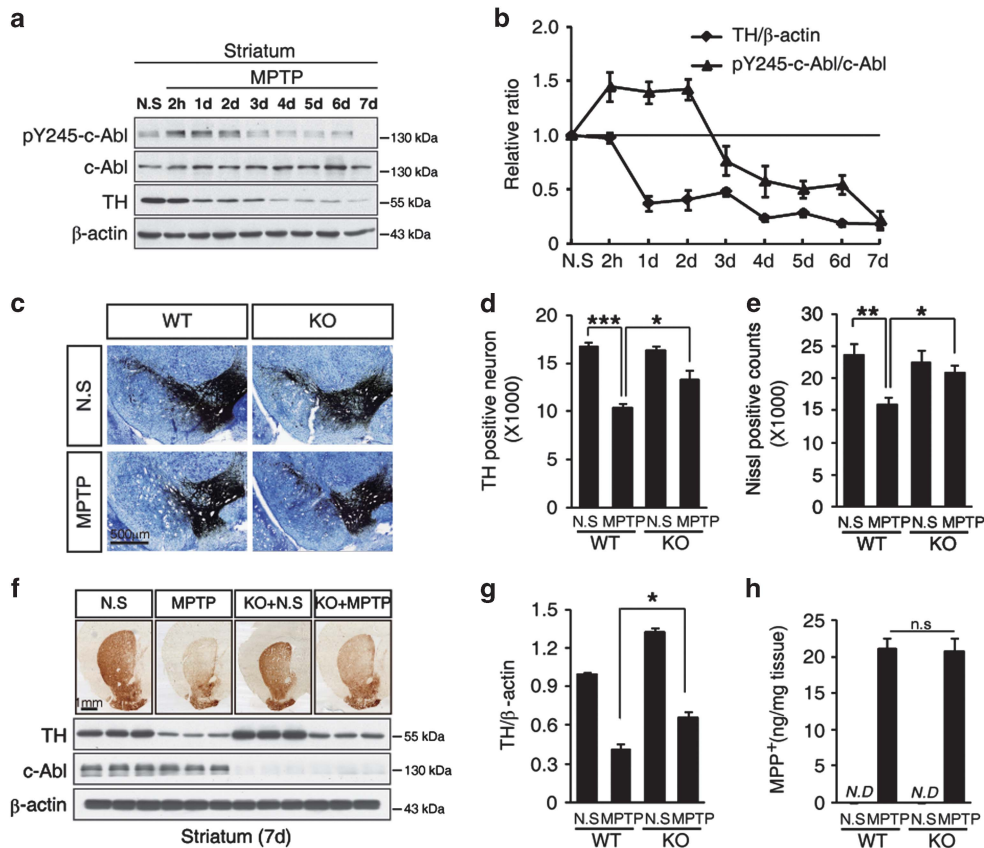 a
Striatum
MPTP
N.S 2h 1d 2d 3d 4d 5d 6d 7d
pY245-c-Abl
130 kDa
c-Abl
130 kDa
TH
55 kDa
β-actin
43 kDa
b
TH/β-actin
pY245-c-Abl/c-Abl
Relative ratio
2.0
1.5
1.0
0.5
0
N.S 2h 1d 2d 3d 4d 5d 6d 7d
c
WT KO
N.S
MPTP
500μm
d
TH positive neuron
(X1000)
20
18
15
10
5
0
*** *
N.S MPTP N.S MPTP
WT KO
e
Nissl positive counts
(X1000)
35
30
25
20
15
10
5
0
** *
N.S MPTP N.S MPTP
WT KO
f
N.S MPTP KO+N.S KO+MPTP
1mm
TH
55 kDa
c-Abl
130 kDa
β-actin
43 kDa
Striatum (7d)
g
TH/β-actin
1.5
1.2
0.9
0.6
0.3
0
*
N.S MPTP N.S MPTP
WT KO
h
MPP+(ng/mg tissue)
25
20
15
10
5
0
n.s
N.D N.D
N.S MPTP N.S MPTP
WT KO